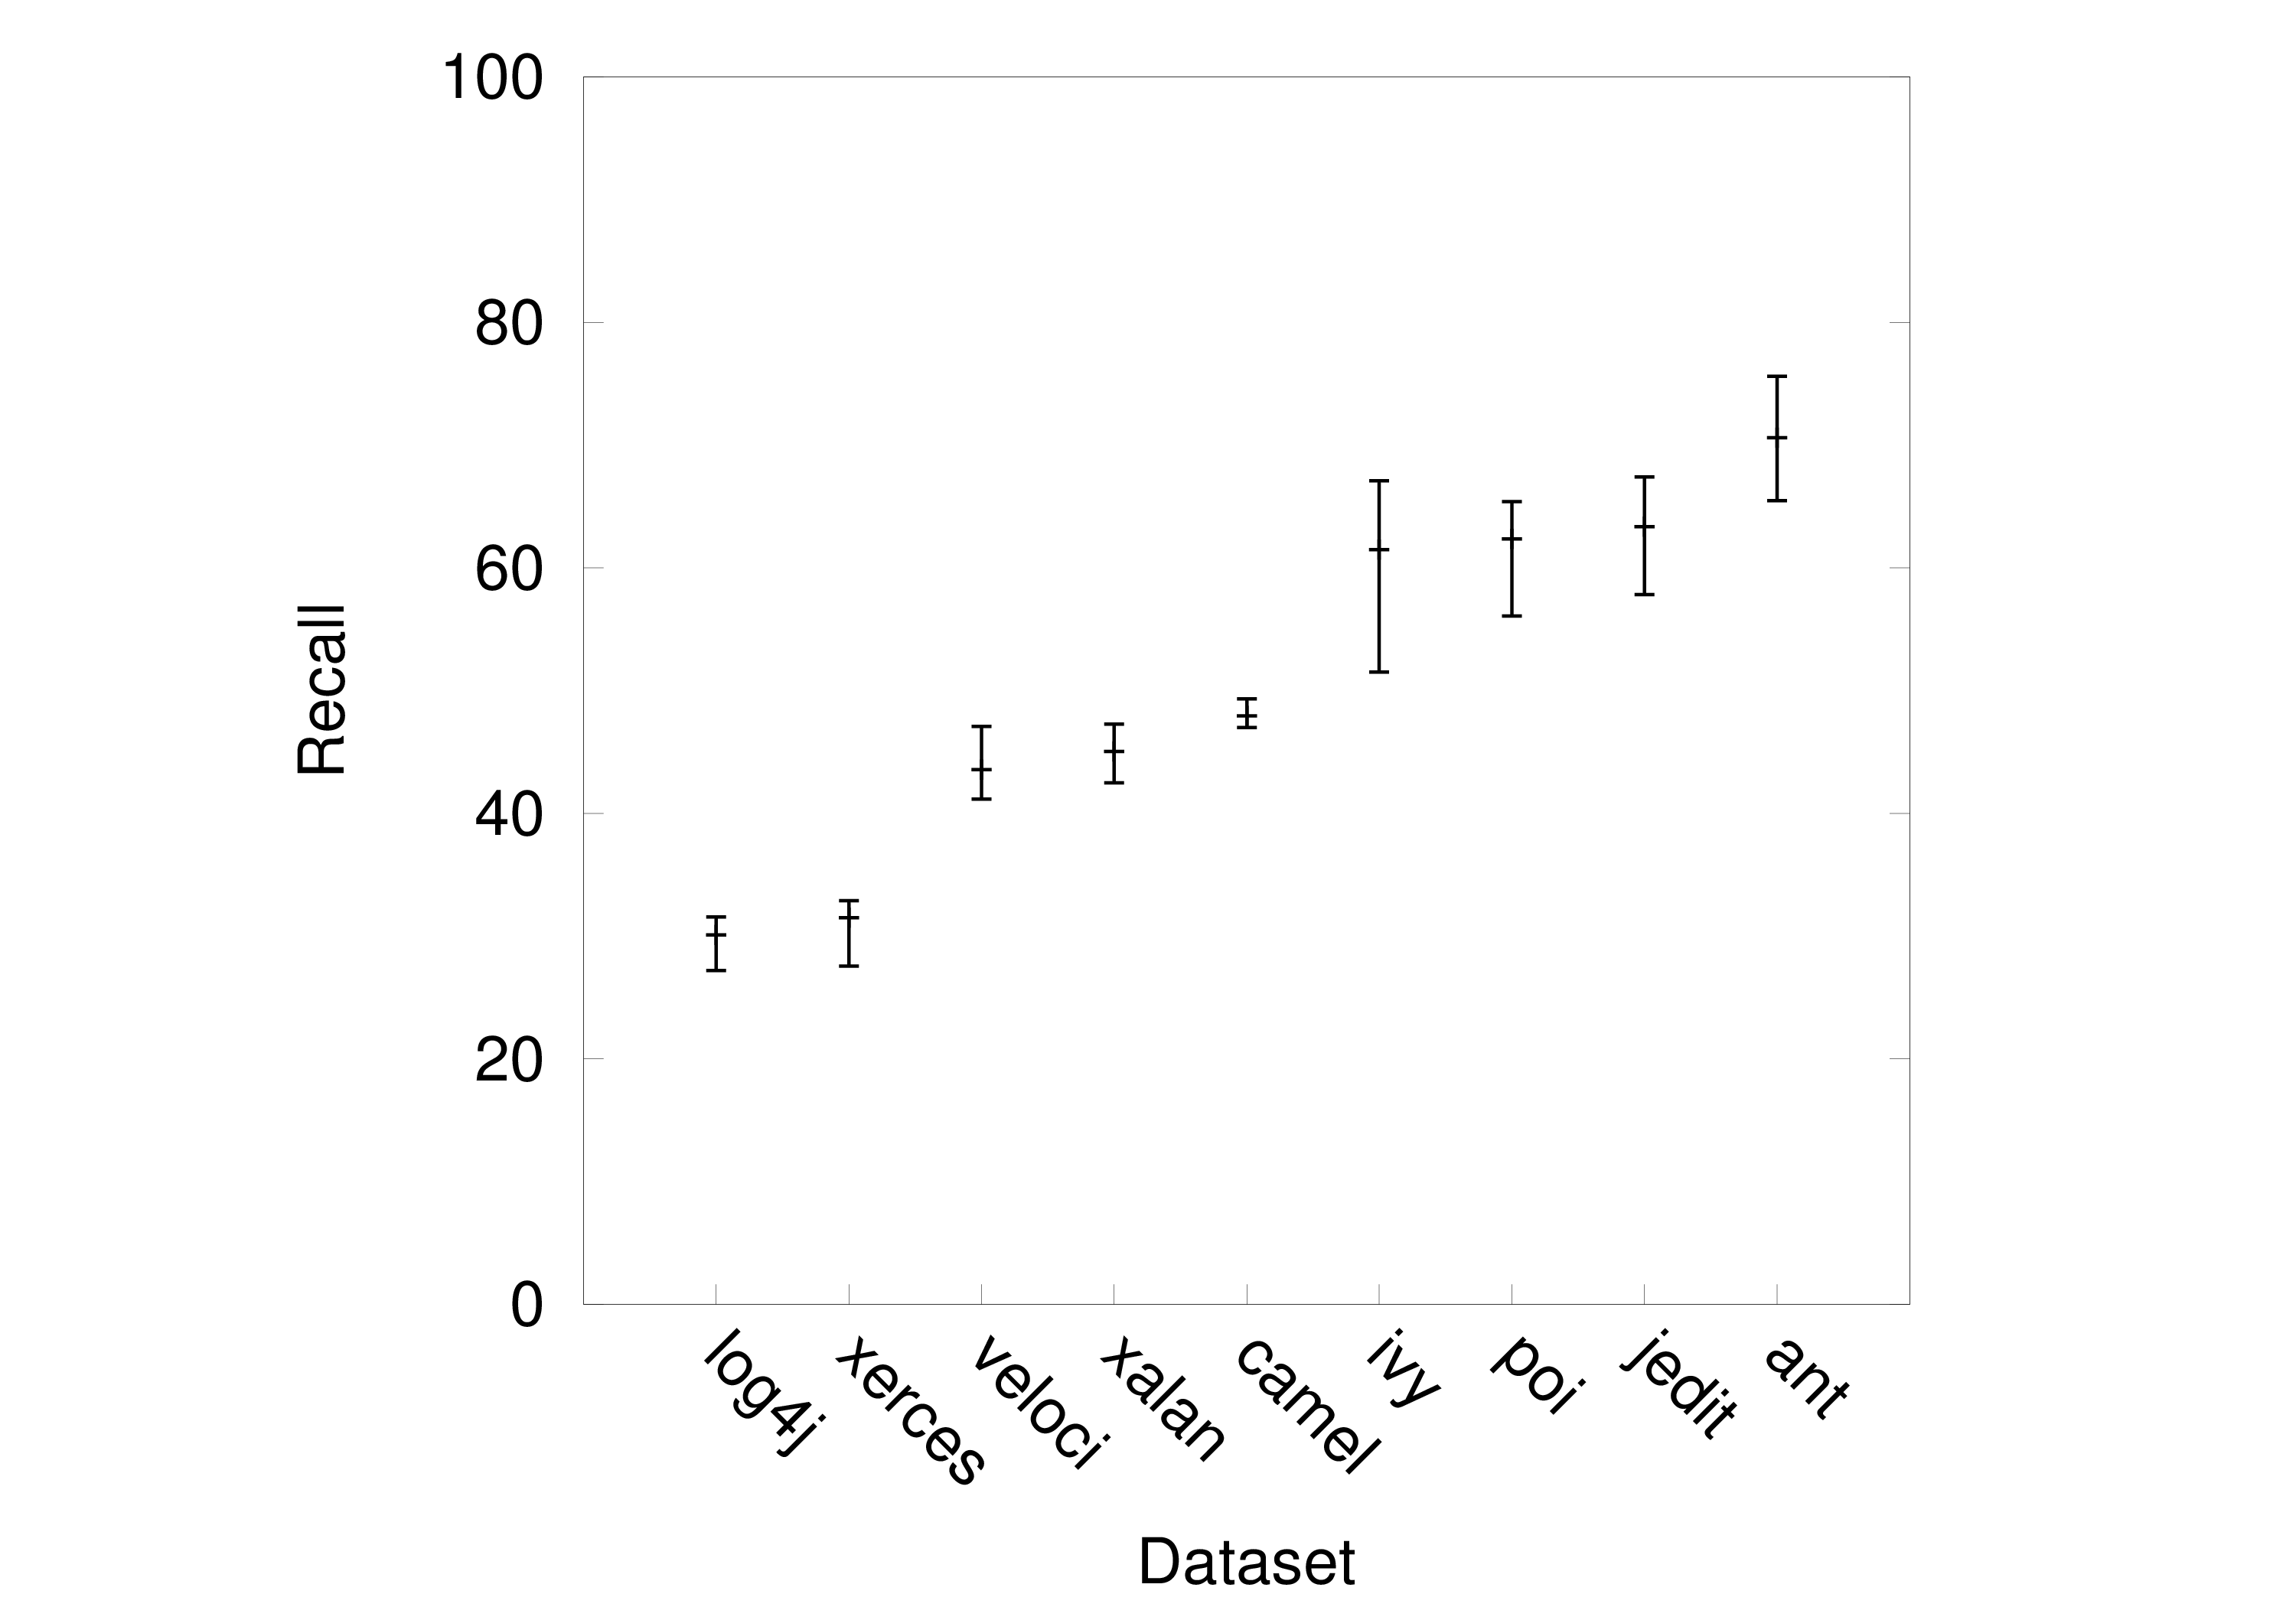 100
80
60
40
20
0
Recall
log4j
xerces
veloci
xalan
camel
ivy
poi
jedit
ant
Dataset